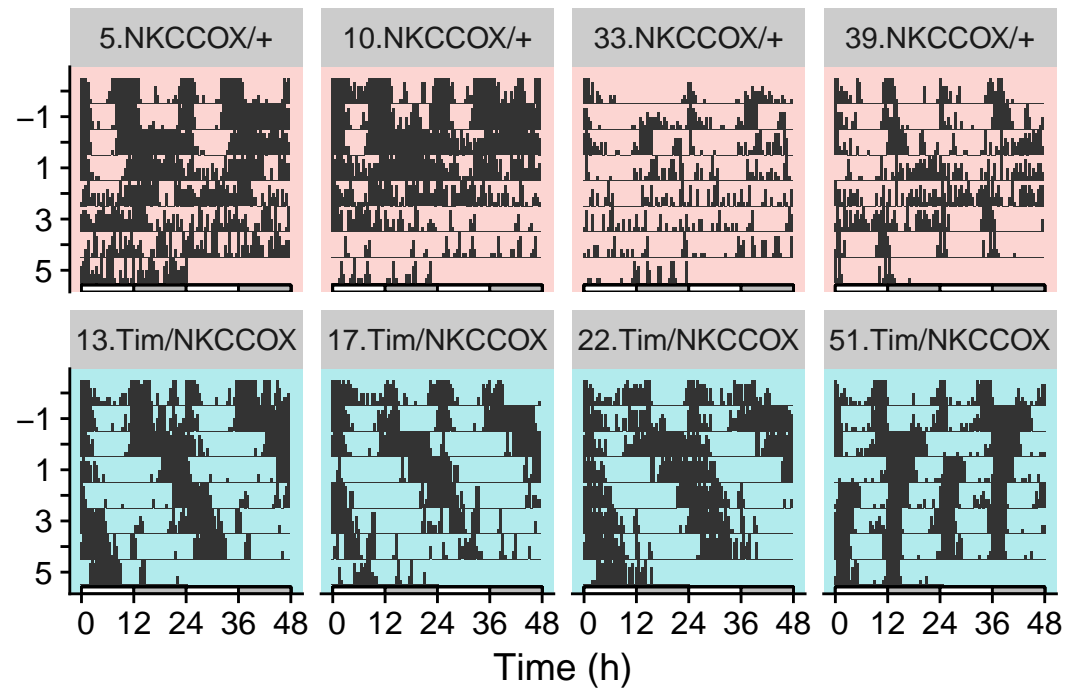 5.NKCCOX/+ 10.NKCCOX/+ 33.NKCCOX/+ 39.NKCCOX/+
−1
1
3
5
13.Tim/NKCCOX 17.Tim/NKCCOX 22.Tim/NKCCOX 51.Tim/NKCCOX
−1
1
3
5
0 12 24 36 48 0 12 24 36 48 0 12 24 36 48 0 12 24 36 48
Time (h)